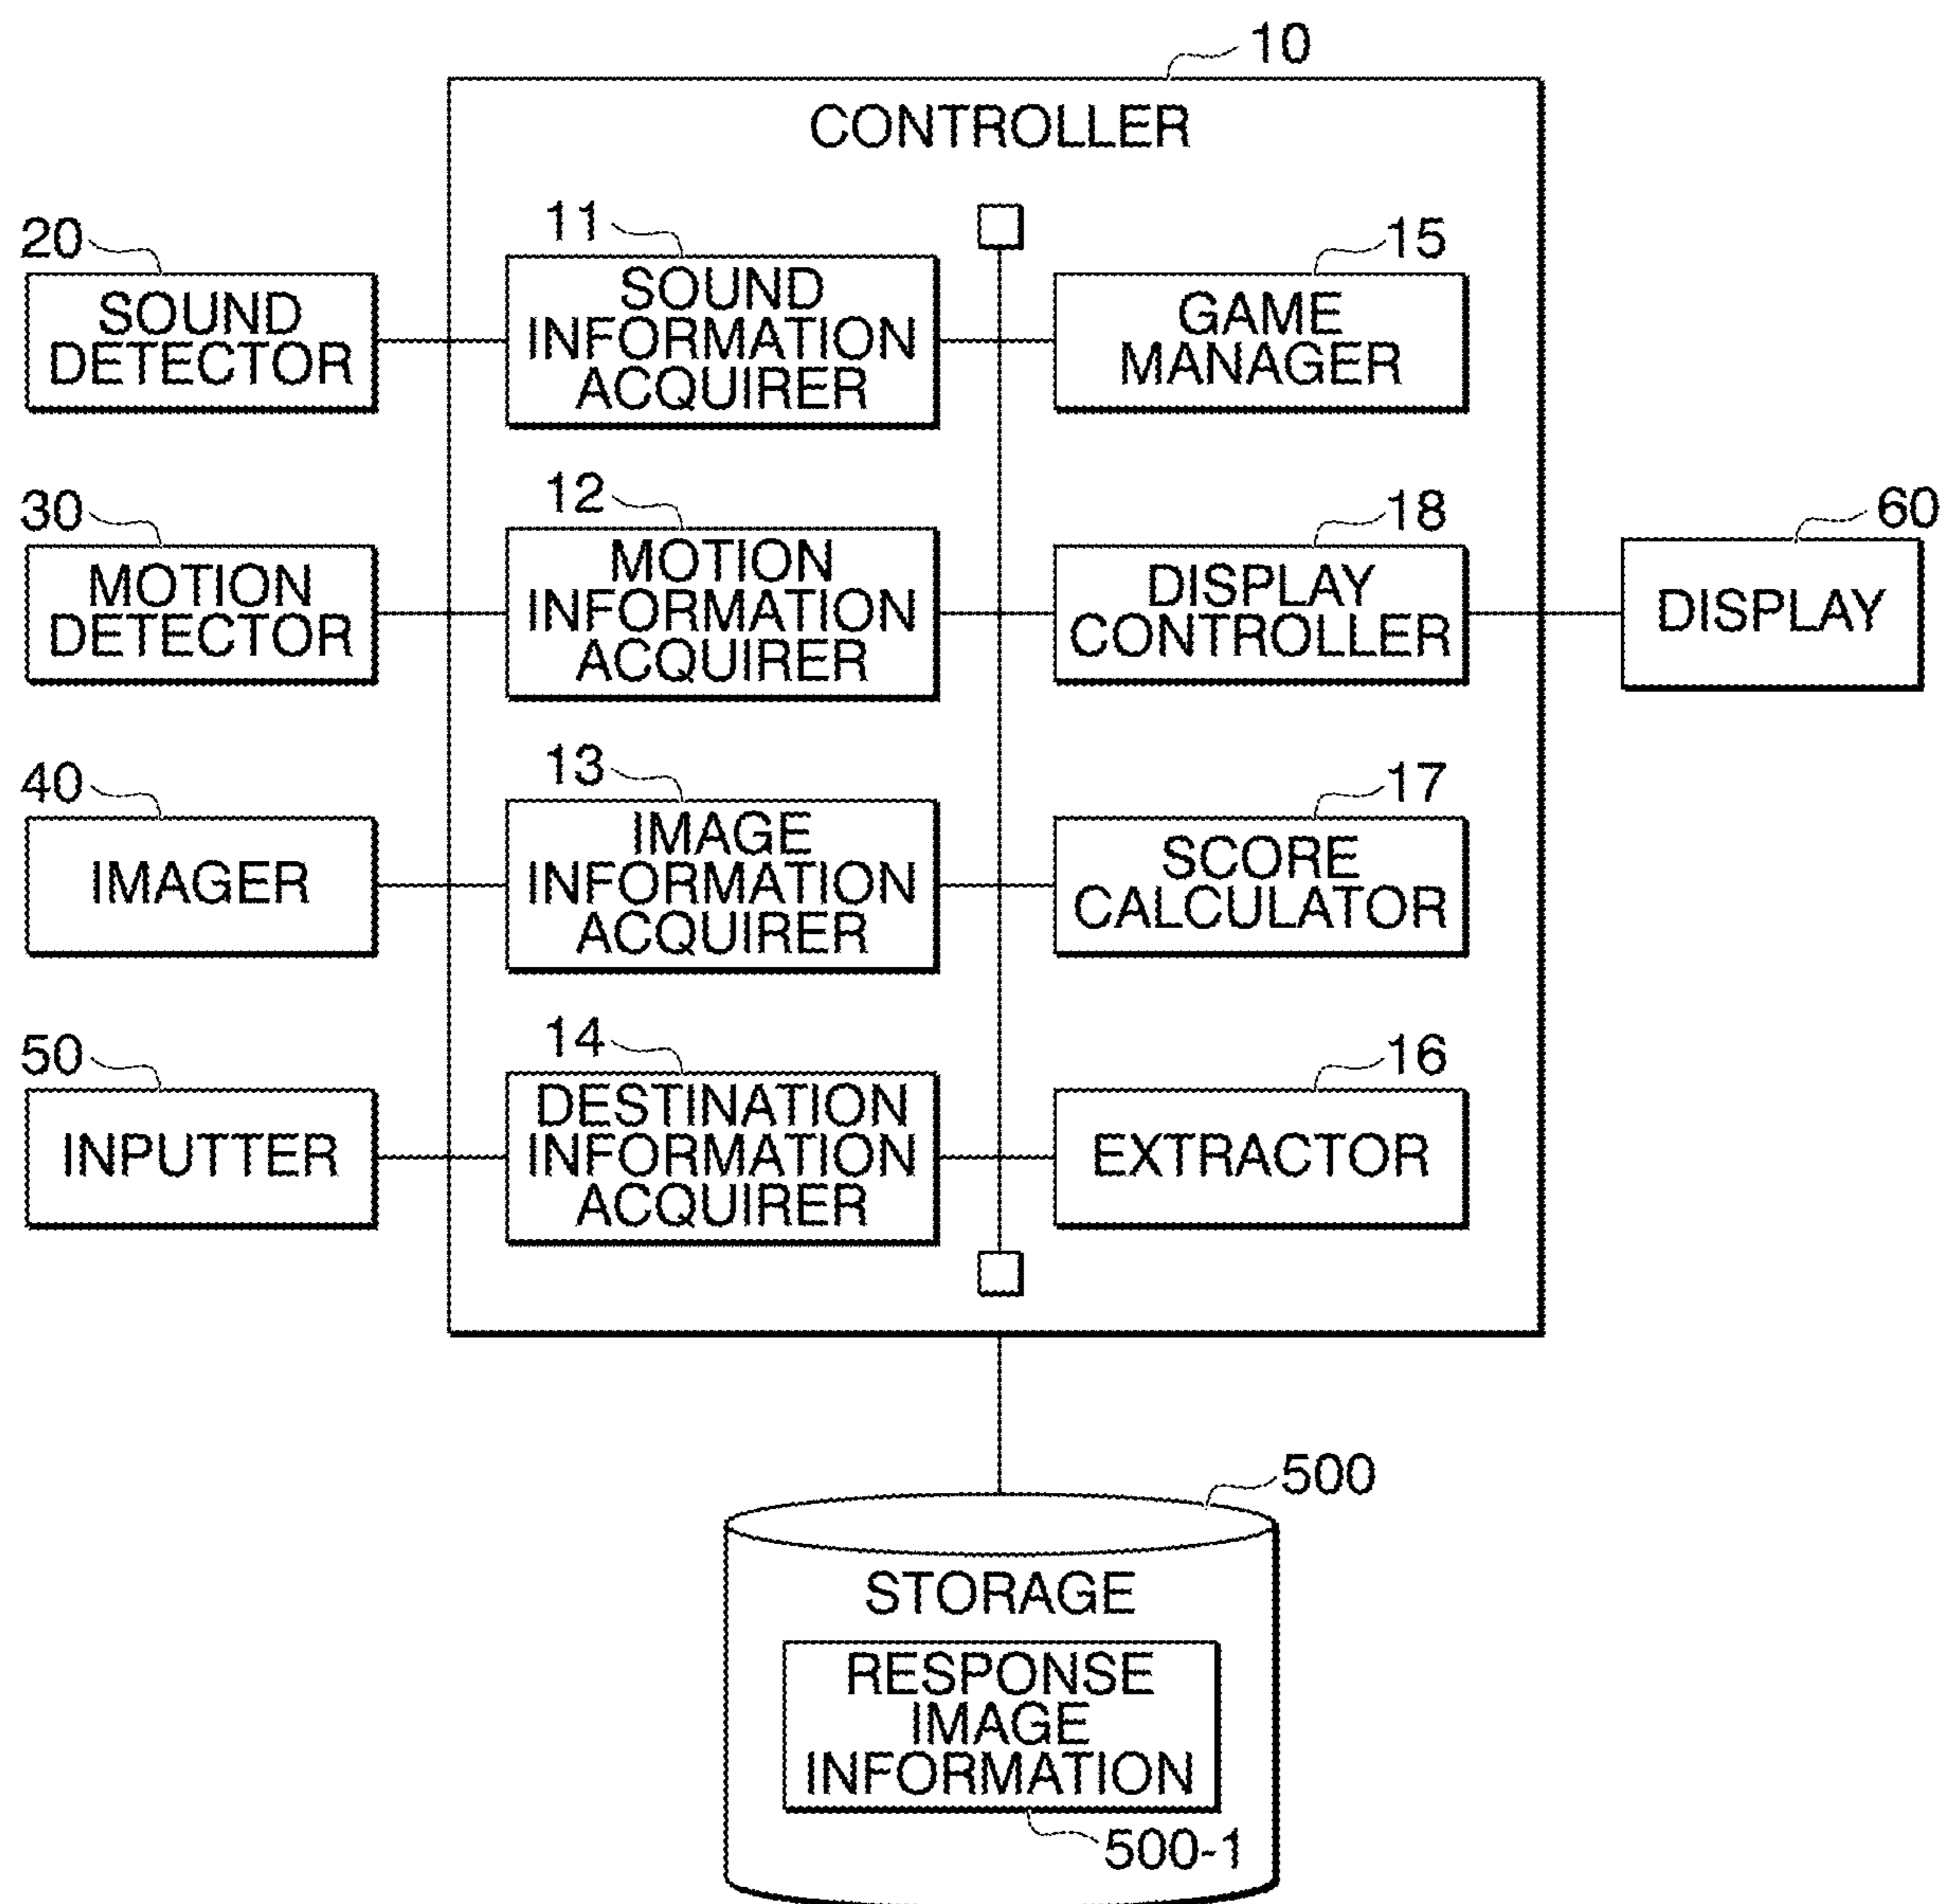 10
CONTROLLER
20
SOUND
DETECTOR
11
SOUND
INFORMATION
ACQUIRER
15
GAME
MANAGER
30
MOTION
DETECTOR
12
MOTION
INFORMATION
ACQUIRER
18
DISPLAY
CONTROLLER
60
DISPLAY
40
IMAGER
13
IMAGE
INFORMATION
ACQUIRER
17
SCORE
CALCULATOR
50
INPUTTER
14
DESTINATION
INFORMATION
ACQUIRER
16
EXTRACTOR
500
STORAGE
RESPONSE
IMAGE
INFORMATION
500-1